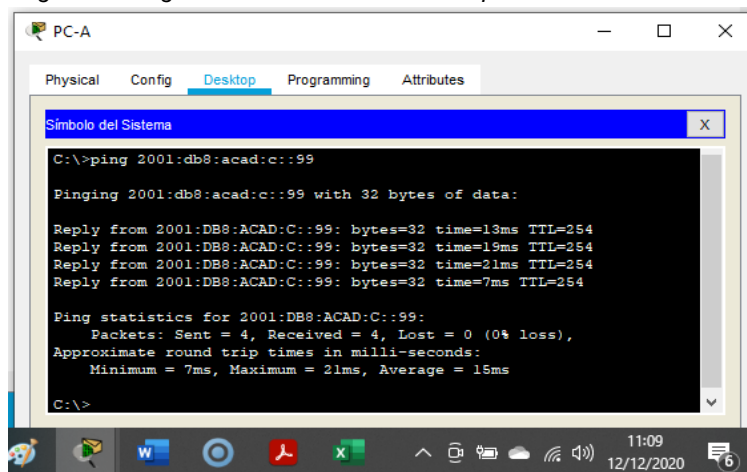 PC-A
Physical Config Desktop Programming Attributes
Símbolo del Sistema X
C:\>ping 2001:db8:acad:c::99
Pinging 2001:db8:acad:c::99 with 32 bytes of data:
Reply from 2001:DB8:ACAD:C::99: bytes=32 time=13ms TTL=254
Reply from 2001:DB8:ACAD:C::99: bytes=32 time=19ms TTL=254
Reply from 2001:DB8:ACAD:C::99: bytes=32 time=21ms TTL=254
Reply from 2001:DB8:ACAD:C::99: bytes=32 time=7ms TTL=254
Ping statistics for 2001:DB8:ACAD:C::99:
Packets: Sent = 4, Received = 4, Lost = 0 (0% loss),
Approximate round trip times in milli-seconds:
Minimum = 7ms, Maximum = 21ms, Average = 15ms
C:\>
11:09
12/12/2020
6